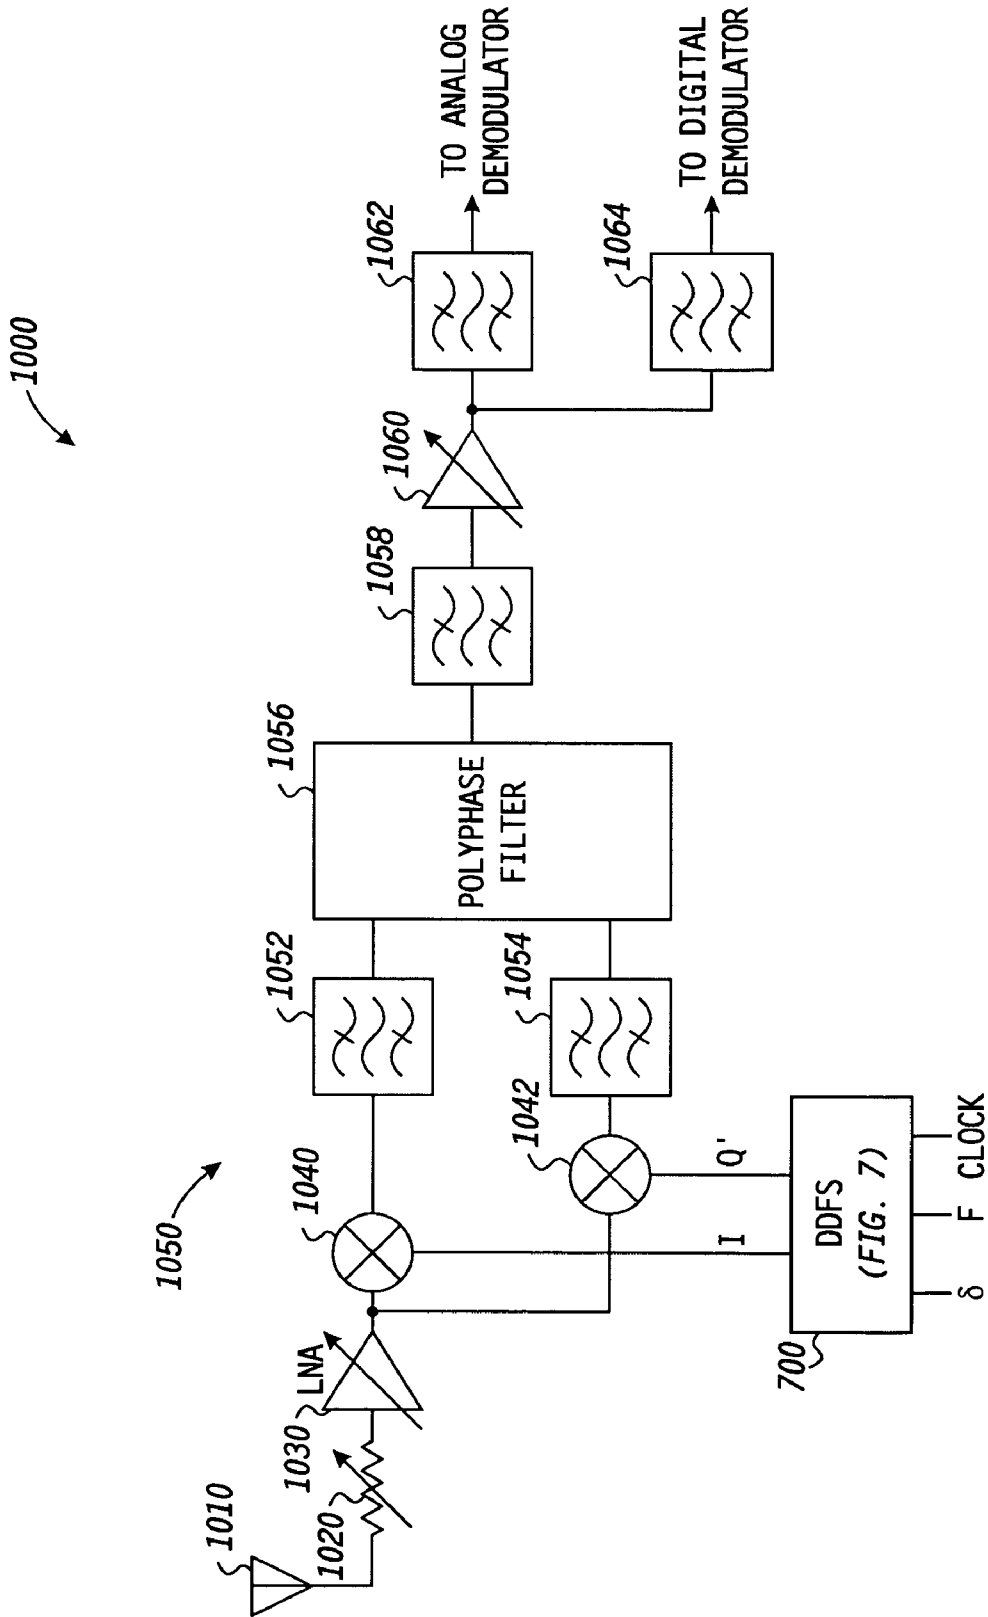 1000
1050
1010
1020
1030
LNA
1040
1042
1052
1054
1056
POLYPHASE
FILTER
1058
1060
1062
TO ANALOG
DEMODULATOR
1064
TO DIGITAL
DEMODULATOR
I
Q'
700
DDFS
(FIG. 7)
δ
F
CLOCK